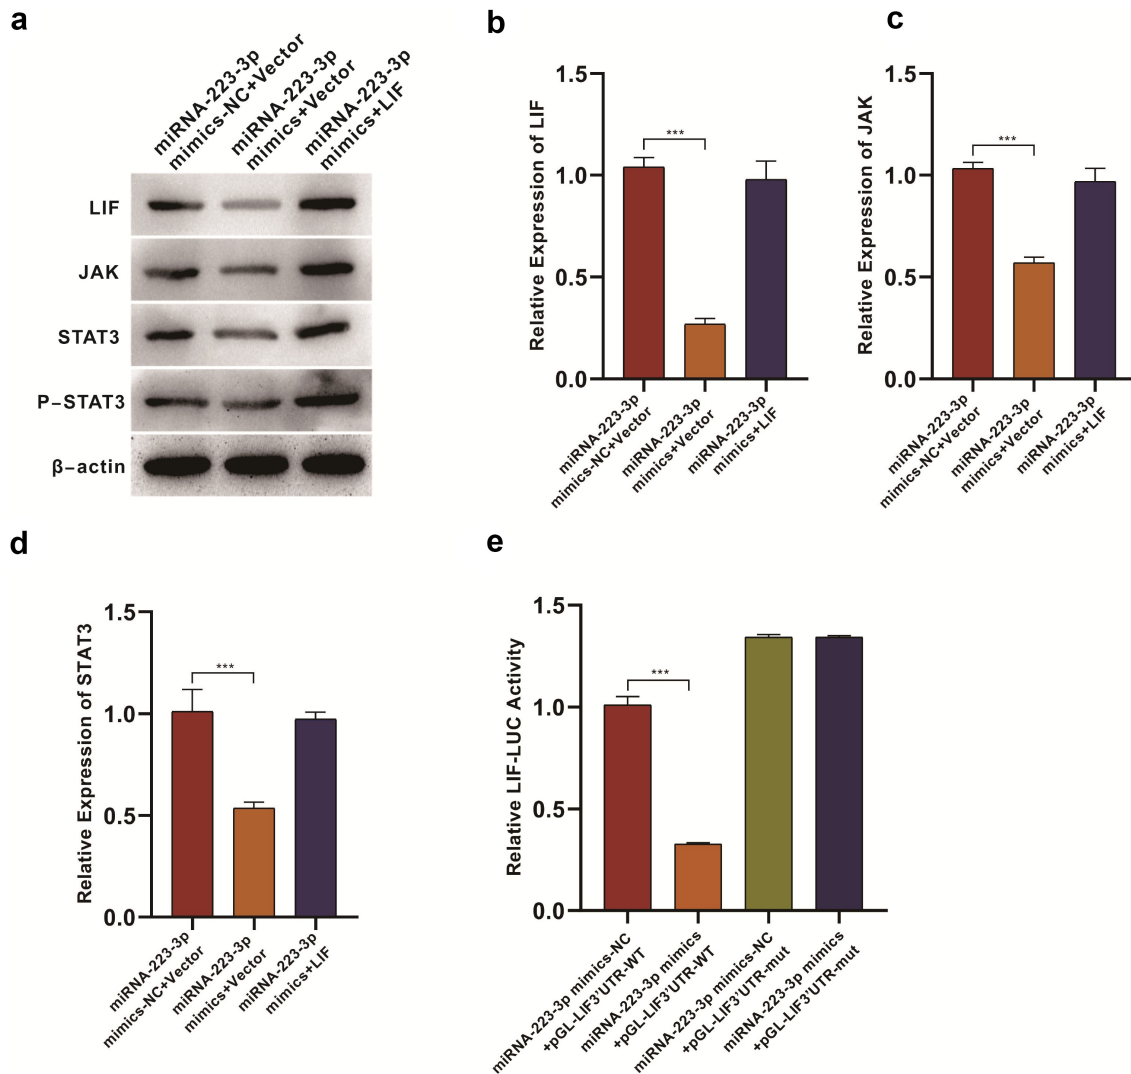 a
miRNA-223-3p
mimics-NC+Vector
miRNA-223-3p
mimics+Vector
miRNA-223-3p
mimics+LIF
LIF
JAK
STAT3
P-STAT3
β-actin
b
Relative Expression of LIF
1.5
1.0
0.5
0.0
***
miRNA-223-3p
mimics-NC+Vector
miRNA-223-3p
mimics+Vector
miRNA-223-3p
mimics+LIF
c
Relative Expression of JAK
1.5
1.0
0.5
0.0
***
miRNA-223-3p
mimics-NC+Vector
miRNA-223-3p
mimics+Vector
miRNA-223-3p
mimics+LIF
d
Relative Expression of STAT3
1.5
1.0
0.5
0.0
***
miRNA-223-3p
mimics-NC+Vector
miRNA-223-3p
mimics+Vector
miRNA-223-3p
mimics+LIF
e
Relative LIF-LUC Activity
1.5
1.0
0.5
0.0
***
miRNA-223-3p mimics-NC
+pGL-LIF3'UTR-WT
miRNA-223-3p mimics
+pGL-LIF3'UTR-WT
miRNA-223-3p mimics-NC
+pGL-LIF3'UTR-mut
miRNA-223-3p mimics
+pGL-LIF3'UTR-mut